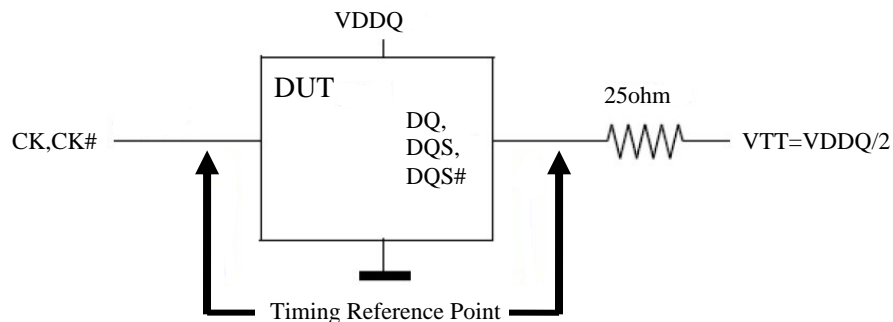 VDDQ
DUT
25ohm
CK,CK#
DQ,
DQS,
DQS#
VTT=VDDQ/2
Timing Reference Point